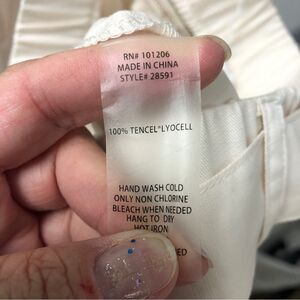 RN# 101206
MADE IN CHINA
STYLE# 28591
100% TENCEL*LYOCELL
HAND WASH COLD
ONLY NON CHLORINE
BLEACH WHEN NEEDED
HANG TO DRY
HOT IRON